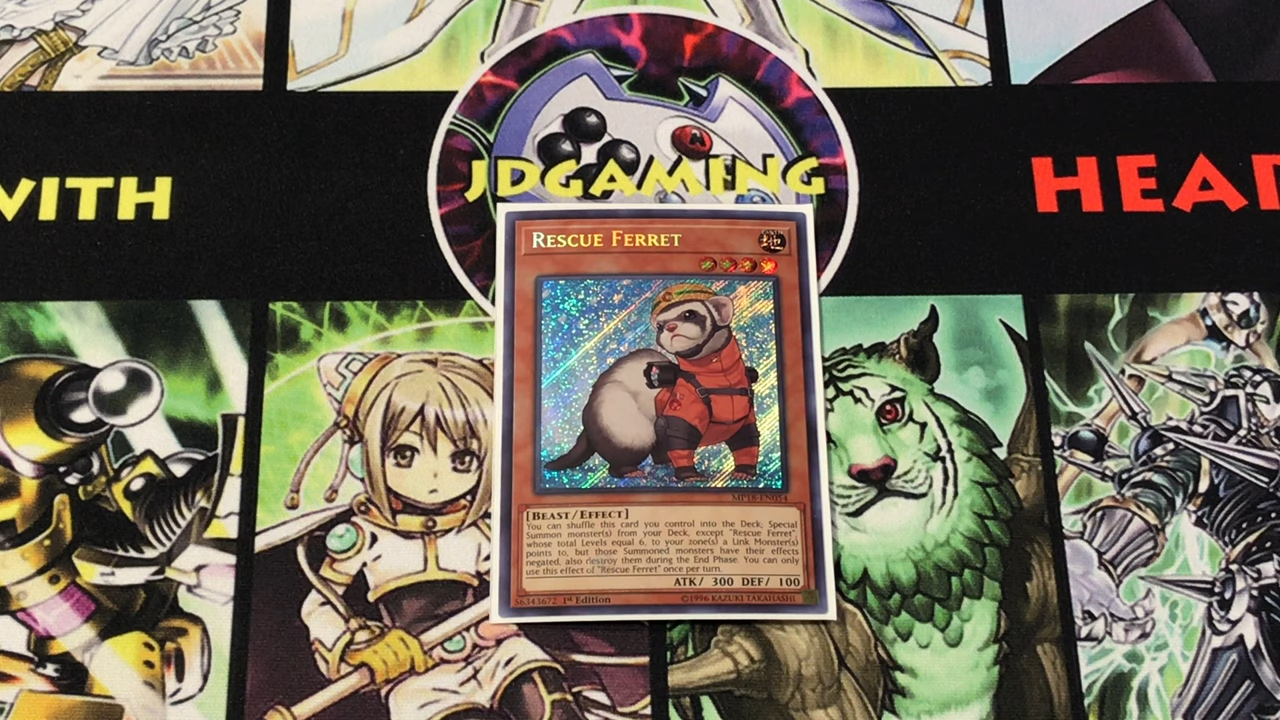 WITH
JDGAMING
HEAD
RESCUE FERRET
MP18-EN054
[BEAST/EFFECT]
You can shuffle this card you control into the Deck; Special
Summon monster(s) from your Deck, except "Rescue Ferret",
whose total Levels equal 6, to your zone(s) a Link Monster(s)
points to, but those Summoned monsters have their effects
negated, also destroy them during the End Phase. You can only
use this effect of "Rescue Ferret" once per turn.
ATK/ 300 DEF/ 100
56343672 1st Edition ©1996 KAZUKI TAKAHASHI